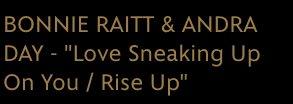 BONNIE RAITT & ANDRA
DAY - "Love Sneaking Up
On You / Rise Up"